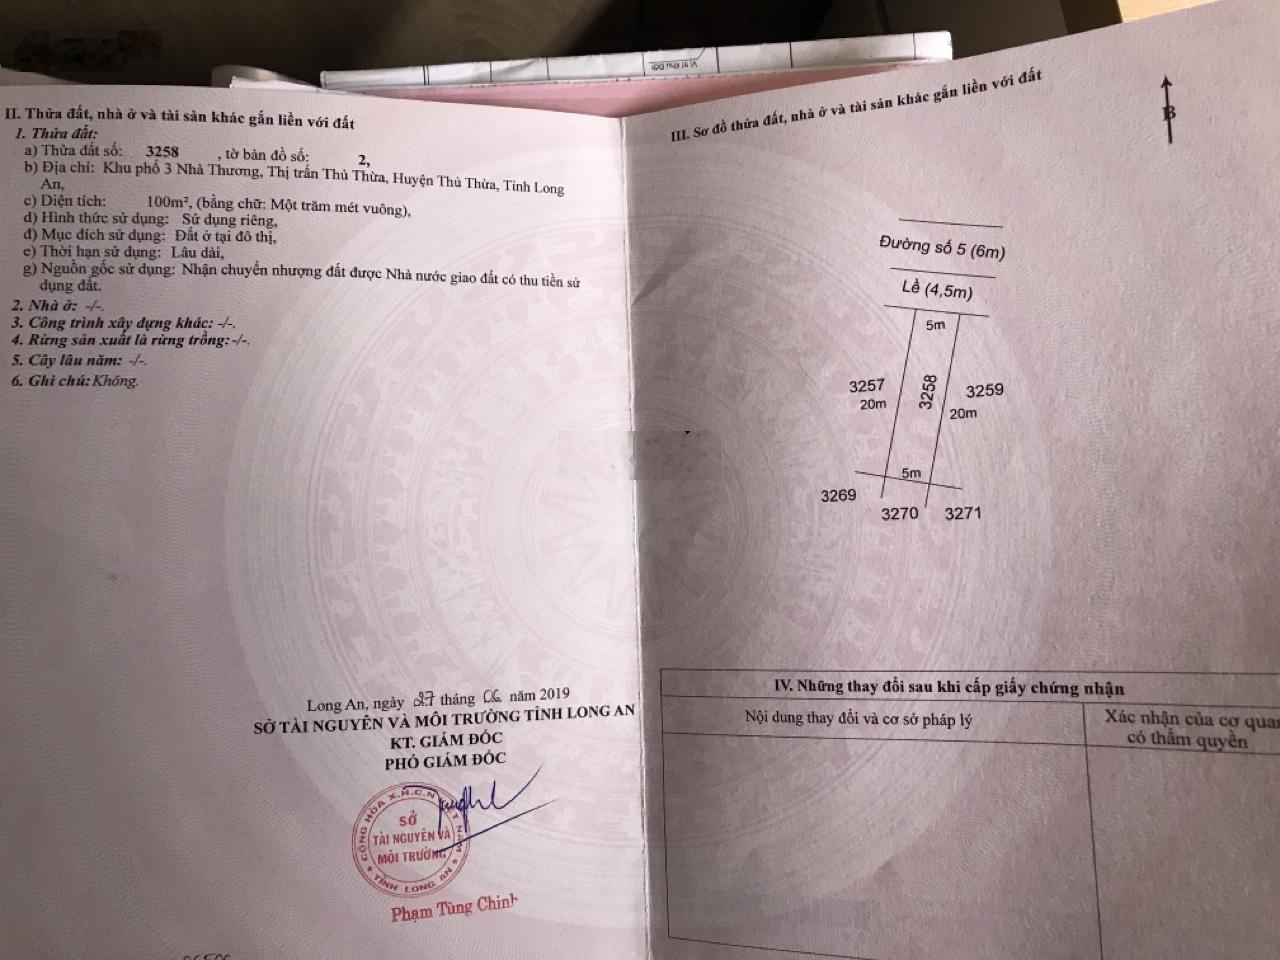 II. Thửa đất, nhà ở và tài sản khác gắn liền với đất
1. Thửa đất:
a) Thửa đất số: 3258 , tờ bản đồ số: 2,
b) Địa chỉ: Khu phố 3 Nhà Thương, Thị trấn Thủ Thừa, Huyện Thủ Thừa, Tỉnh Long
An,
c) Diện tích: 100m², (bằng chữ: Một trăm mét vuông),
d) Hình thức sử dụng: Sử dụng riêng,
đ) Mục đích sử dụng: Đất ở tại đô thị,
e) Thời hạn sử dụng: Lâu dài,
g) Nguồn gốc sử dụng: Nhận chuyển nhượng đất được Nhà nước giao đất có thu tiền sử
dụng đất.
2. Nhà ở: -/-.
3. Công trình xây dựng khác: -/-.
4. Rừng sản xuất là rừng trồng: -/-.
5. Cây lâu năm: -/-.
6. Ghi chú: Không.
Long An, ngày 27 tháng 06 năm 2019
SỞ TÀI NGUYÊN VÀ MÔI TRƯỜNG TỈNH LONG AN
KT. GIÁM ĐỐC
PHÓ GIÁM ĐỐC
CỘNG HÒA X.H.C.N VIỆT NAM
SỞ
TÀI NGUYÊN VÀ
MÔI TRƯỜNG
TỈNH LONG AN
Phạm Tùng Chinh
III. Sơ đồ thửa đất, nhà ở và tài sản khác gắn liền với đất
B
Đường số 5 (6m)
Lề (4,5m)
5m
3257
3258
3259
20m
20m
5m
3269
3270
3271
IV. Những thay đổi sau khi cấp giấy chứng nhận
Nội dung thay đổi và cơ sở pháp lý
Xác nhận của cơ quan
có thẩm quyền